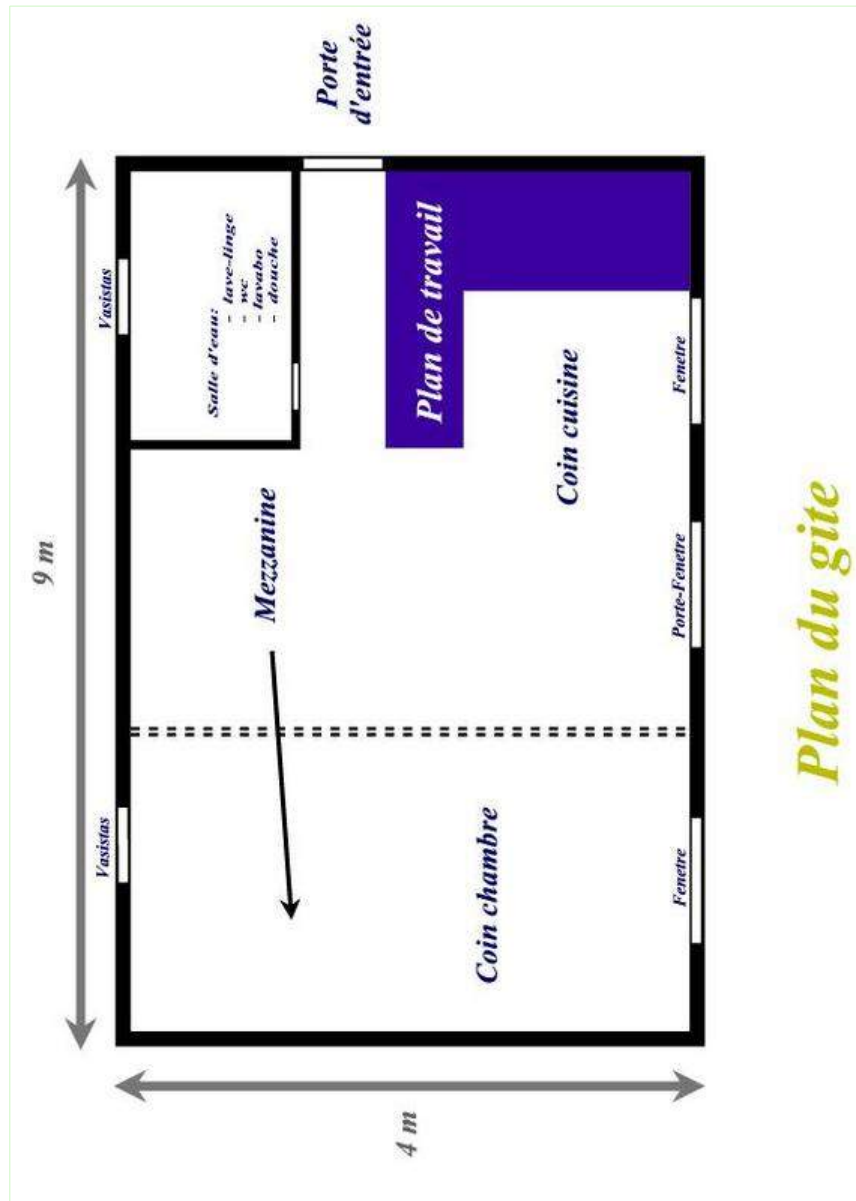 Porte
d'entrée
Vasistas
Salle d'eau:
- lave-linge
- wc
- lavabo
- douche
Plan de travail
Fenetre
Coin cuisine
Mezzanine
9 m
Porte-Fenetre
Vasistas
Coin chambre
Fenetre
4 m
Plan du gite